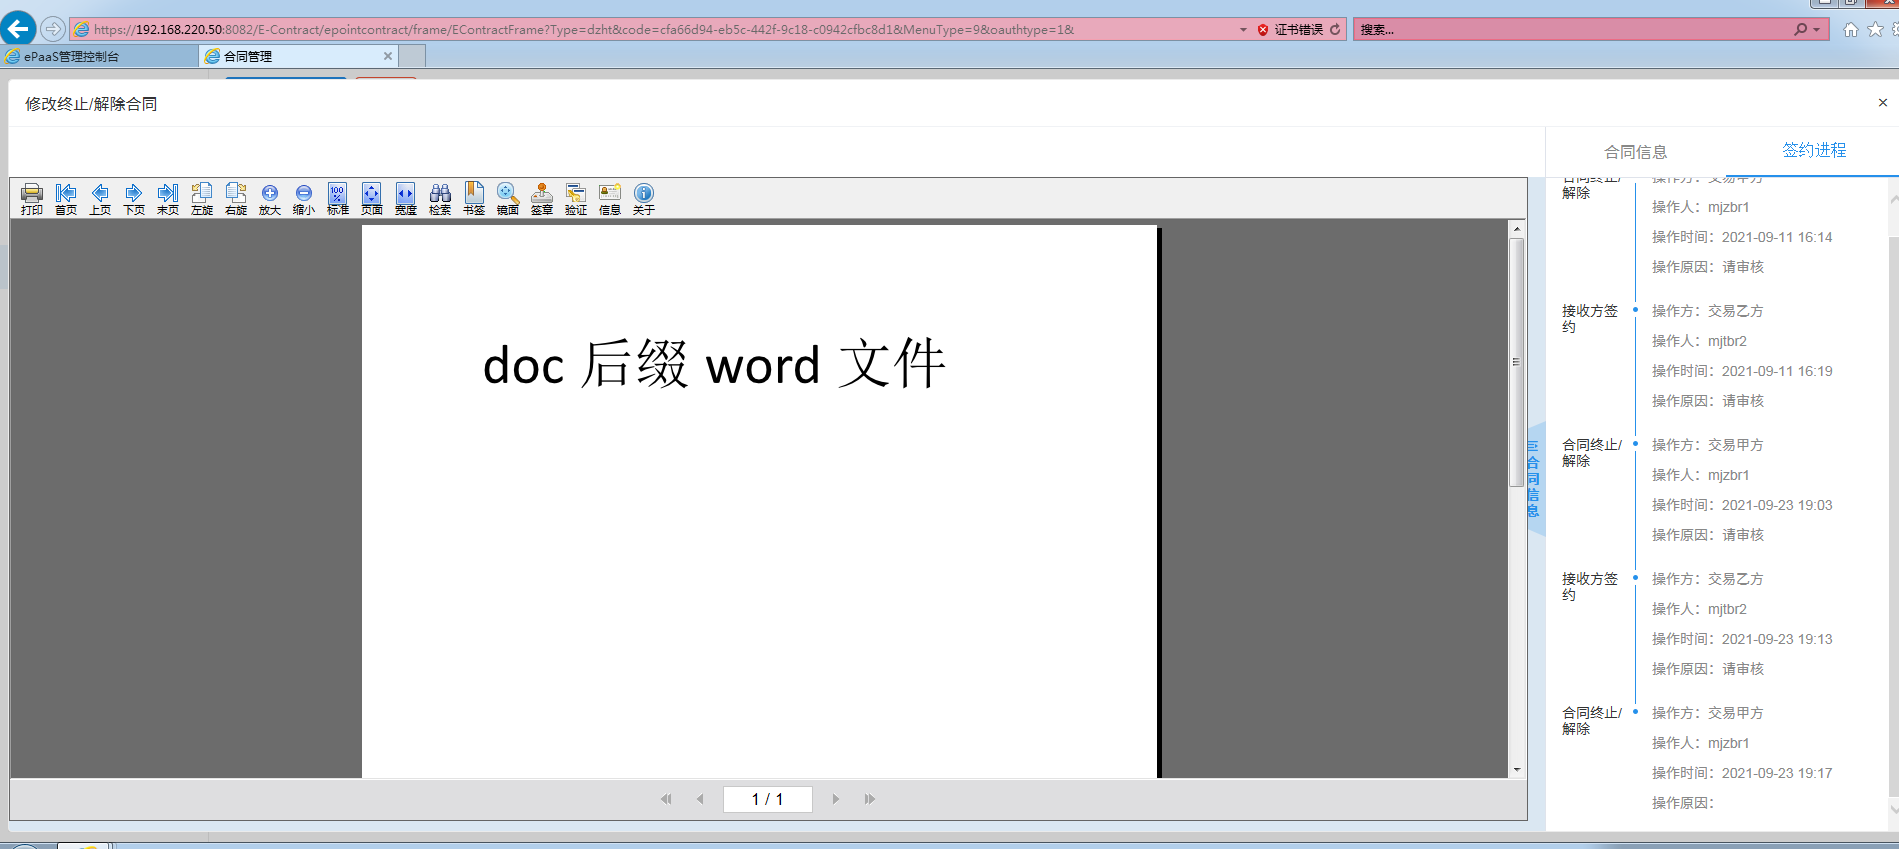 https://192.168.220.50:8082/E-Contract/epointcontract/frame/EContractFrame?Type=dzht&code=cfa66d94-eb5c-442f-9c18-c0942cfbc8d1&MenuType=9&oauthtype=1&
证书错误
搜索...
ePaaS管理控制台
合同管理
修改终止/解除合同
合同信息
签约进程
打印 首页 上页 下页 末页 左旋 右旋 放大 缩小 标准 页面 宽度 检索 书签 镜面 签章 验证 信息 关于
doc 后缀 word 文件
1 / 1
合同信息
合同终止/
解除
操作方：交易甲方
操作人：mjzbr1
操作时间：2021-09-11 16:14
操作原因：请审核
接收方签
约
操作方：交易乙方
操作人：mjtbr2
操作时间：2021-09-11 16:19
操作原因：请审核
合同终止/
解除
操作方：交易甲方
操作人：mjzbr1
操作时间：2021-09-23 19:03
操作原因：请审核
接收方签
约
操作方：交易乙方
操作人：mjtbr2
操作时间：2021-09-23 19:13
操作原因：请审核
合同终止/
解除
操作方：交易甲方
操作人：mjzbr1
操作时间：2021-09-23 19:17
操作原因：